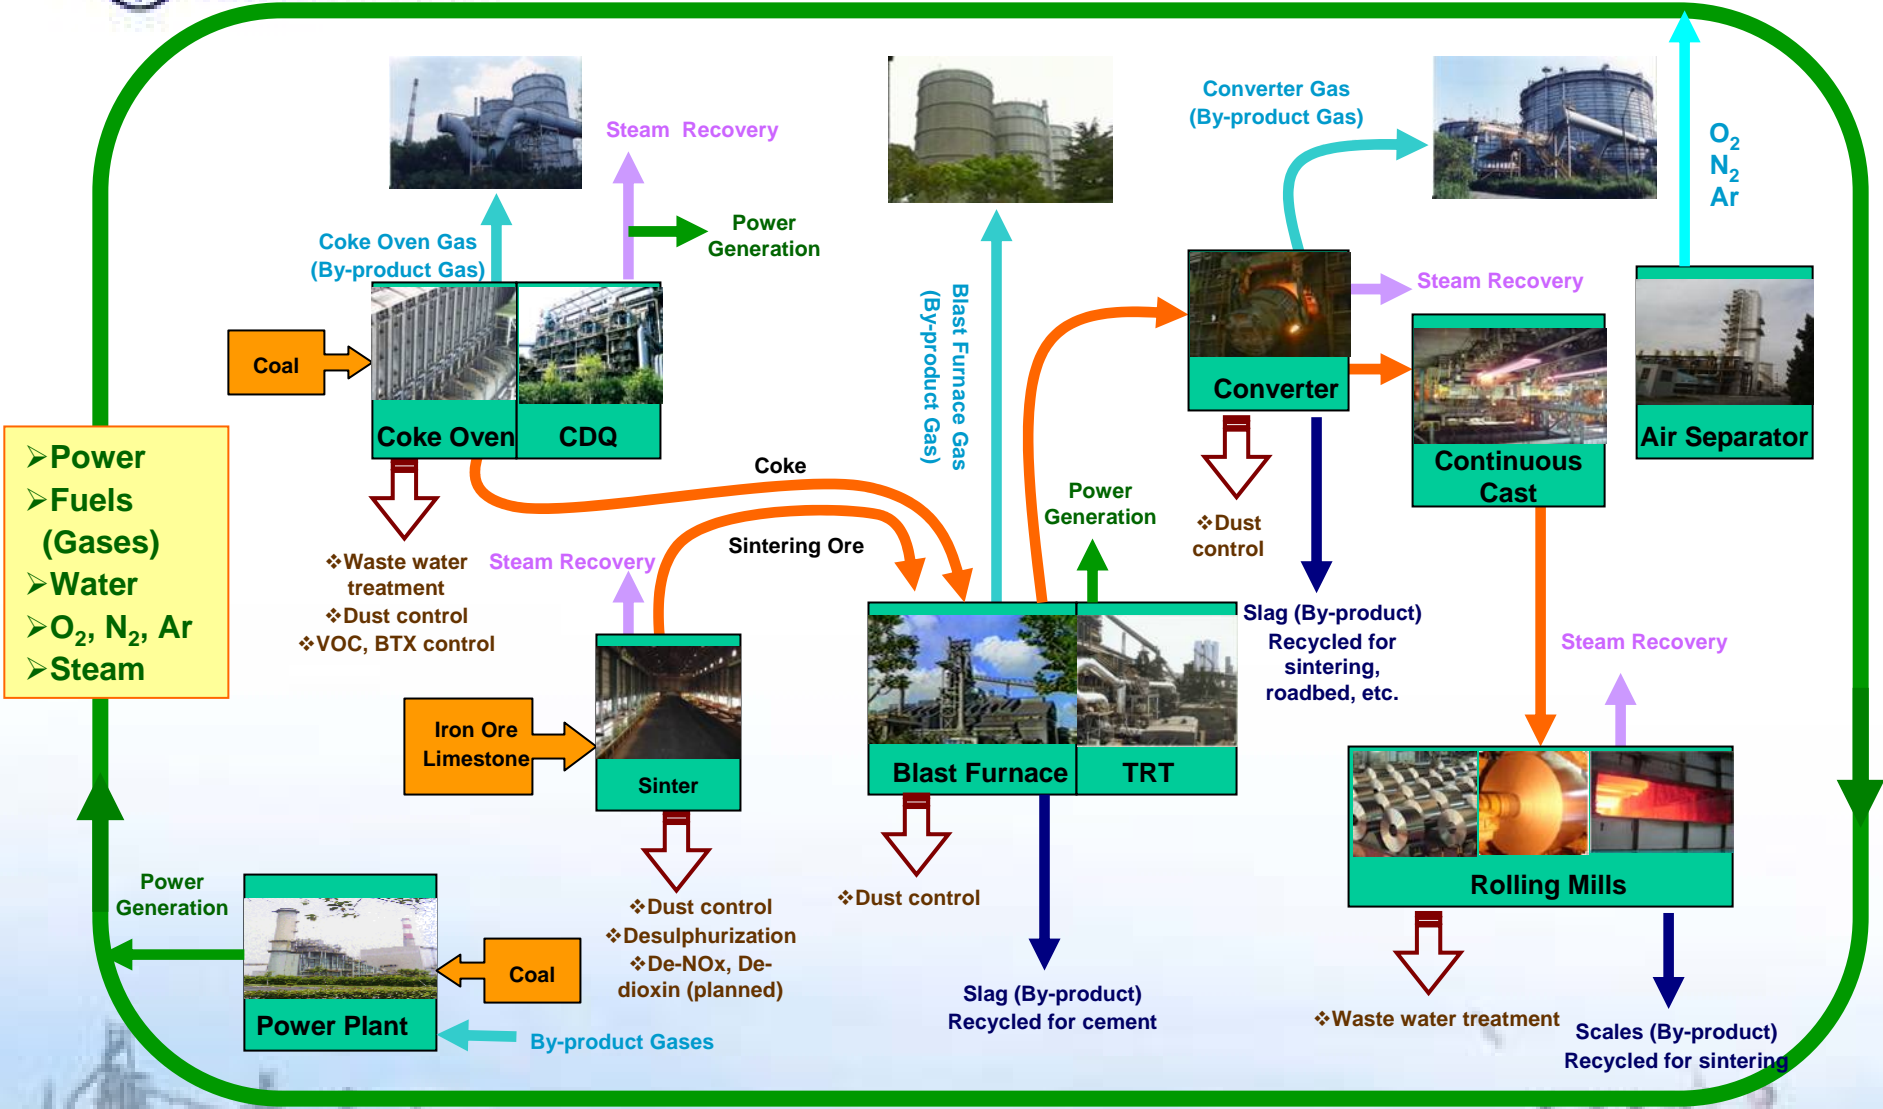 Steam  Recovery
Power
Generation
Coke Oven Gas
(By-product Gas)
Coal
Coke Oven
CDQ
➢Power
➢Fuels
(Gases)
➢Water
➢O₂, N₂, Ar
➢Steam
❖Waste water
treatment
❖Dust control
❖VOC, BTX control
Coke
Sintering Ore
Steam Recovery
Iron Ore
Limestone
Sinter
❖Dust control
❖Desulphurization
❖De-NOx, De-
dioxin (planned)
Blast Furnace Gas
(By-product Gas)
Power
Generation
Blast Furnace
TRT
❖Dust control
Slag (By-product)
Recycled for cement
Converter Gas
(By-product Gas)
Steam Recovery
Converter
❖Dust
control
Slag (By-product)
Recycled for
sintering,
roadbed, etc.
Continuous
Cast
O₂
N₂
Ar
Air Separator
Steam Recovery
Rolling Mills
❖Waste water treatment
Scales (By-product)
Recycled for sintering
Power
Generation
Power Plant
Coal
By-product Gases